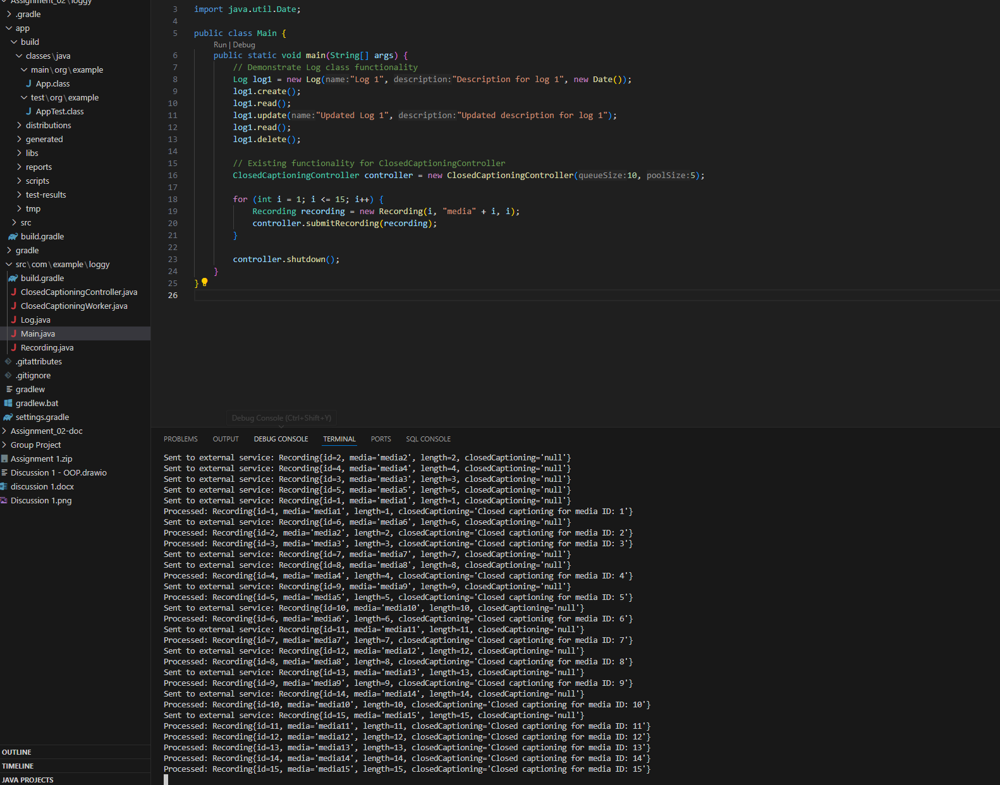 Assignment_02\loggy
.gradle
app
build
classes\java
main\org\example
App.class
test\org\example
AppTest.class
distributions
generated
libs
reports
scripts
test-results
tmp
src
build.gradle
gradle
src\com\example\loggy
build.gradle
ClosedCaptioningController.java
ClosedCaptioningWorker.java
Log.java
Main.java
Recording.java
.gitattributes
.gitignore
gradlew
gradlew.bat
settings.gradle
Assignment_02-doc
Group Project
Assignment 1.zip
Discussion 1 - OOP.drawio
discussion 1.docx
Discussion 1.png
OUTLINE
TIMELINE
JAVA PROJECTS
3 import java.util.Date;
4
5 public class Main {
Run | Debug
6 public static void main(String[] args) {
7 // Demonstrate Log class functionality
8 Log log1 = new Log(name:"Log 1", description:"Description for log 1", new Date());
9 log1.create();
10 log1.read();
11 log1.update(name:"Updated Log 1", description:"Updated description for log 1");
12 log1.read();
13 log1.delete();
14
15 // Existing functionality for ClosedCaptioningController
16 ClosedCaptioningController controller = new ClosedCaptioningController(queueSize:10, poolSize:5);
17
18 for (int i = 1; i <= 15; i++) {
19 Recording recording = new Recording(i, "media" + i, i);
20 controller.submitRecording(recording);
21 }
22
23 controller.shutdown();
24 }
25 }
26
Debug Console (Ctrl+Shift+Y)
PROBLEMS OUTPUT DEBUG CONSOLE TERMINAL PORTS SQL CONSOLE
Sent to external service: Recording{id=2, media='media2', length=2, closedCaptioning='null'}
Sent to external service: Recording{id=4, media='media4', length=4, closedCaptioning='null'}
Sent to external service: Recording{id=3, media='media3', length=3, closedCaptioning='null'}
Sent to external service: Recording{id=5, media='media5', length=5, closedCaptioning='null'}
Sent to external service: Recording{id=1, media='media1', length=1, closedCaptioning='null'}
Processed: Recording{id=1, media='media1', length=1, closedCaptioning='Closed captioning for media ID: 1'}
Sent to external service: Recording{id=6, media='media6', length=6, closedCaptioning='null'}
Processed: Recording{id=2, media='media2', length=2, closedCaptioning='Closed captioning for media ID: 2'}
Processed: Recording{id=3, media='media3', length=3, closedCaptioning='Closed captioning for media ID: 3'}
Sent to external service: Recording{id=7, media='media7', length=7, closedCaptioning='null'}
Sent to external service: Recording{id=8, media='media8', length=8, closedCaptioning='null'}
Processed: Recording{id=4, media='media4', length=4, closedCaptioning='Closed captioning for media ID: 4'}
Sent to external service: Recording{id=9, media='media9', length=9, closedCaptioning='null'}
Processed: Recording{id=5, media='media5', length=5, closedCaptioning='Closed captioning for media ID: 5'}
Sent to external service: Recording{id=10, media='media10', length=10, closedCaptioning='null'}
Processed: Recording{id=6, media='media6', length=6, closedCaptioning='Closed captioning for media ID: 6'}
Sent to external service: Recording{id=11, media='media11', length=11, closedCaptioning='null'}
Processed: Recording{id=7, media='media7', length=7, closedCaptioning='Closed captioning for media ID: 7'}
Sent to external service: Recording{id=12, media='media12', length=12, closedCaptioning='null'}
Processed: Recording{id=8, media='media8', length=8, closedCaptioning='Closed captioning for media ID: 8'}
Sent to external service: Recording{id=13, media='media13', length=13, closedCaptioning='null'}
Processed: Recording{id=9, media='media9', length=9, closedCaptioning='Closed captioning for media ID: 9'}
Sent to external service: Recording{id=14, media='media14', length=14, closedCaptioning='null'}
Processed: Recording{id=10, media='media10', length=10, closedCaptioning='Closed captioning for media ID: 10'}
Sent to external service: Recording{id=15, media='media15', length=15, closedCaptioning='null'}
Processed: Recording{id=11, media='media11', length=11, closedCaptioning='Closed captioning for media ID: 11'}
Processed: Recording{id=12, media='media12', length=12, closedCaptioning='Closed captioning for media ID: 12'}
Processed: Recording{id=13, media='media13', length=13, closedCaptioning='Closed captioning for media ID: 13'}
Processed: Recording{id=14, media='media14', length=14, closedCaptioning='Closed captioning for media ID: 14'}
Processed: Recording{id=15, media='media15', length=15, closedCaptioning='Closed captioning for media ID: 15'}